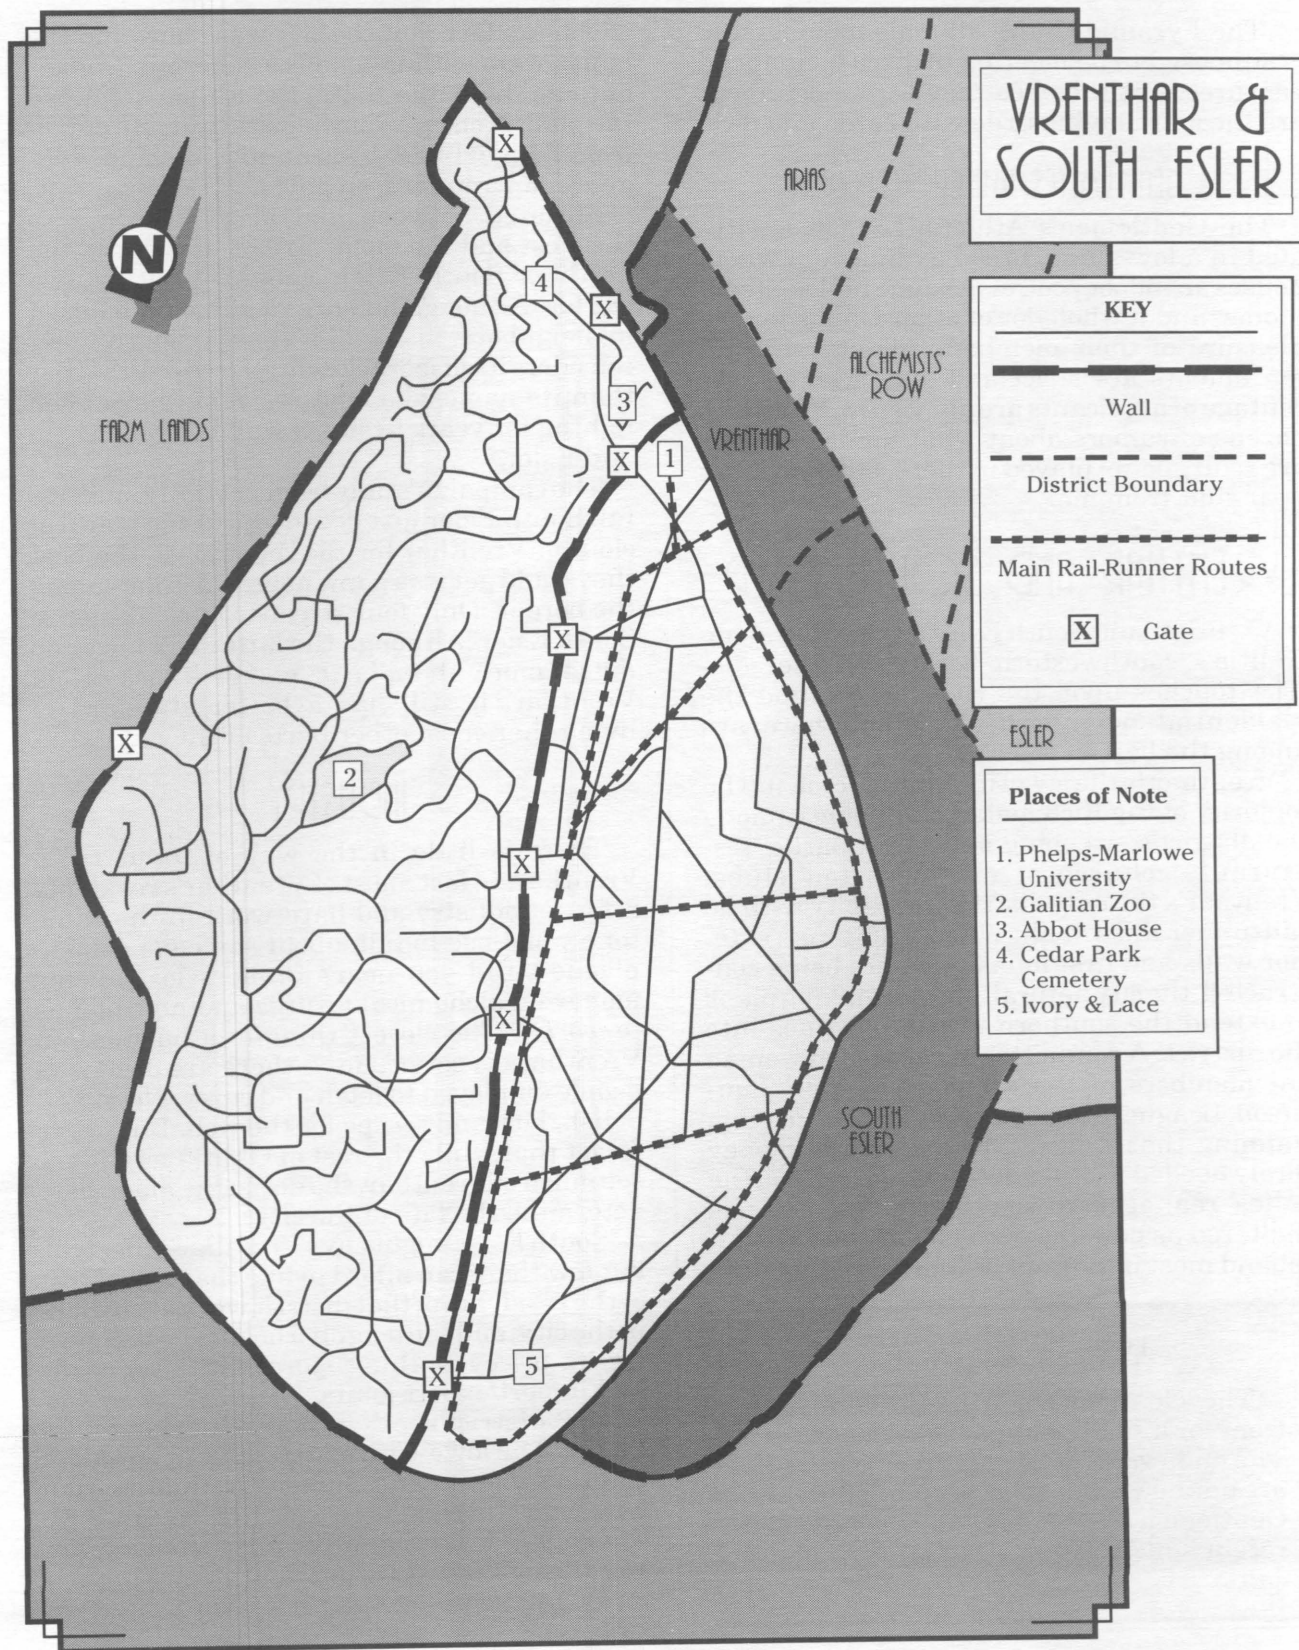 VRENTHAR &
SOUTH ESLER
KEY
Wall
District Boundary
Main Rail-Runner Routes
X Gate
Places of Note
1. Phelps-Marlowe
University
2. Galitian Zoo
3. Abbot House
4. Cedar Park
Cemetery
5. Ivory & Lace
N
X
ARIAS
4
X
ALCHEMISTS'
ROW
3
FARM LANDS
VRENTHAR
X
1
X
ESLER
X
2
X
X
SOUTH
ESLER
X
5